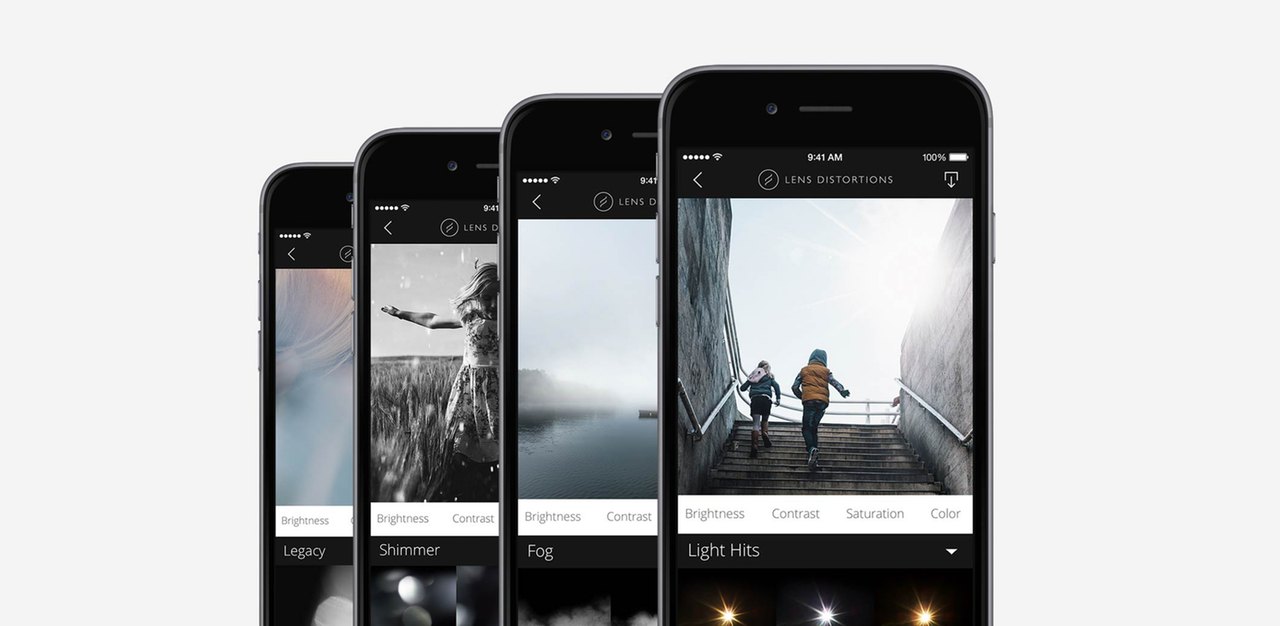 9:41 AM
100%
LENS DISTORTIONS
Brightness Contrast Saturation Color
Light Hits
9:41
LENS D
Brightness Contrast
Fog
9:41
LENS D
Brightness Contrast
Shimmer
Brightness
Legacy